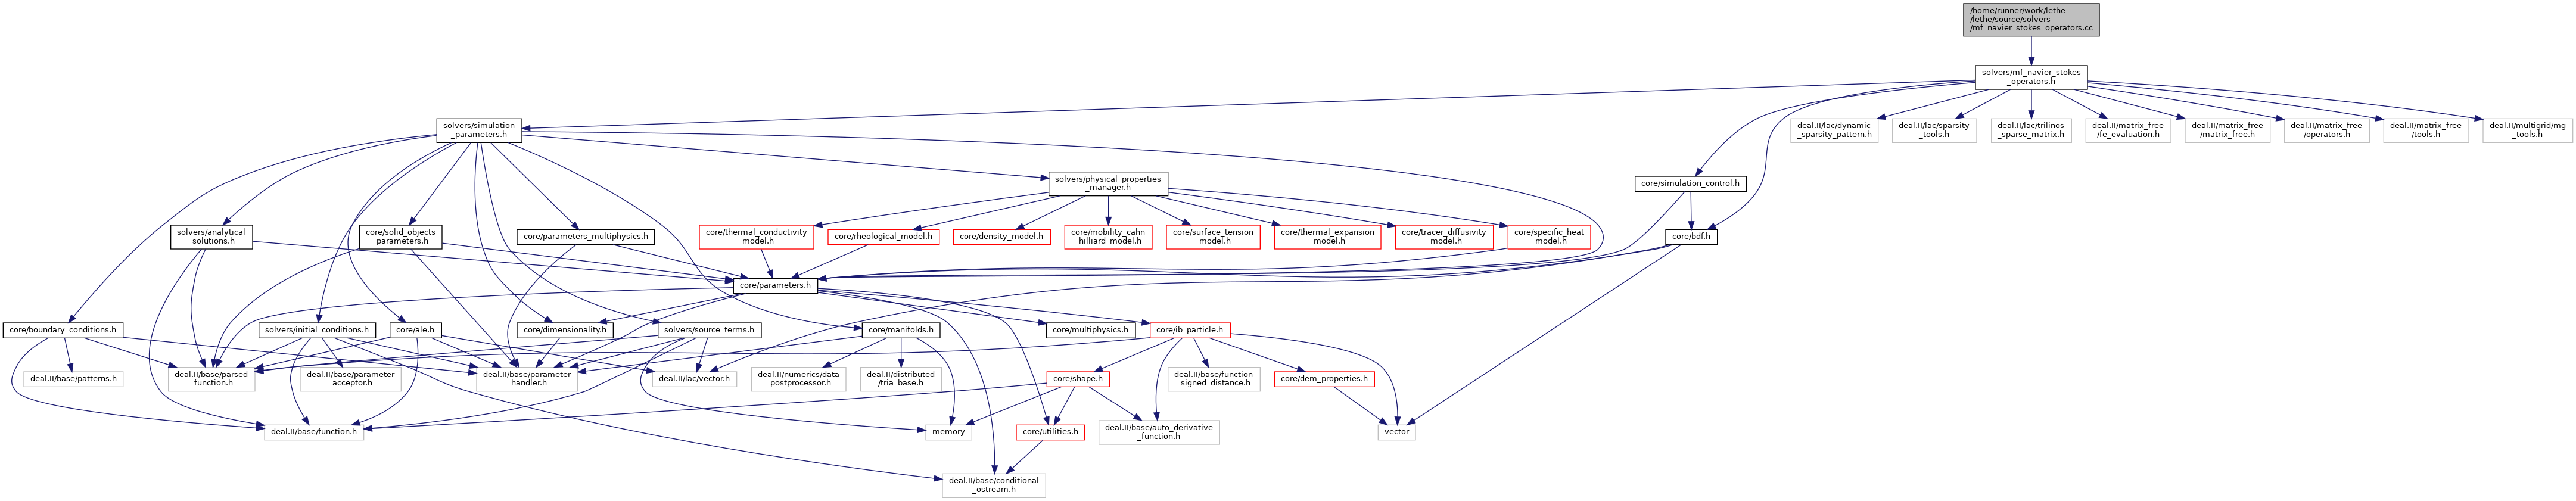 /home/runner/work/lethe
/lethe/source/solvers
/mf_navier_stokes_operators.cc
solvers/mf_navier_stokes
_operators.h
solvers/simulation
_parameters.h
deal.II/lac/dynamic
_sparsity_pattern.h
deal.II/lac/sparsity
_tools.h
deal.II/lac/trilinos
_sparse_matrix.h
deal.II/matrix_free
/fe_evaluation.h
deal.II/matrix_free
/matrix_free.h
deal.II/matrix_free
/operators.h
deal.II/matrix_free
/tools.h
deal.II/multigrid/mg
_tools.h
solvers/physical_properties
_manager.h
core/simulation_control.h
solvers/analytical
_solutions.h
core/solid_objects
_parameters.h
core/parameters_multiphysics.h
core/thermal_conductivity
_model.h
core/rheological_model.h
core/density_model.h
core/mobility_cahn
_hilliard_model.h
core/surface_tension
_model.h
core/thermal_expansion
_model.h
core/tracer_diffusivity
_model.h
core/specific_heat
_model.h
core/bdf.h
core/parameters.h
core/boundary_conditions.h
solvers/initial_conditions.h
core/ale.h
core/dimensionality.h
solvers/source_terms.h
core/manifolds.h
core/multiphysics.h
core/ib_particle.h
deal.II/base/patterns.h
deal.II/base/parsed
_function.h
deal.II/base/parameter
_acceptor.h
deal.II/base/parameter
_handler.h
deal.II/lac/vector.h
deal.II/numerics/data
_postprocessor.h
deal.II/distributed
/tria_base.h
core/shape.h
deal.II/base/function
_signed_distance.h
core/dem_properties.h
deal.II/base/function.h
memory
core/utilities.h
deal.II/base/auto_derivative
_function.h
vector
deal.II/base/conditional
_ostream.h